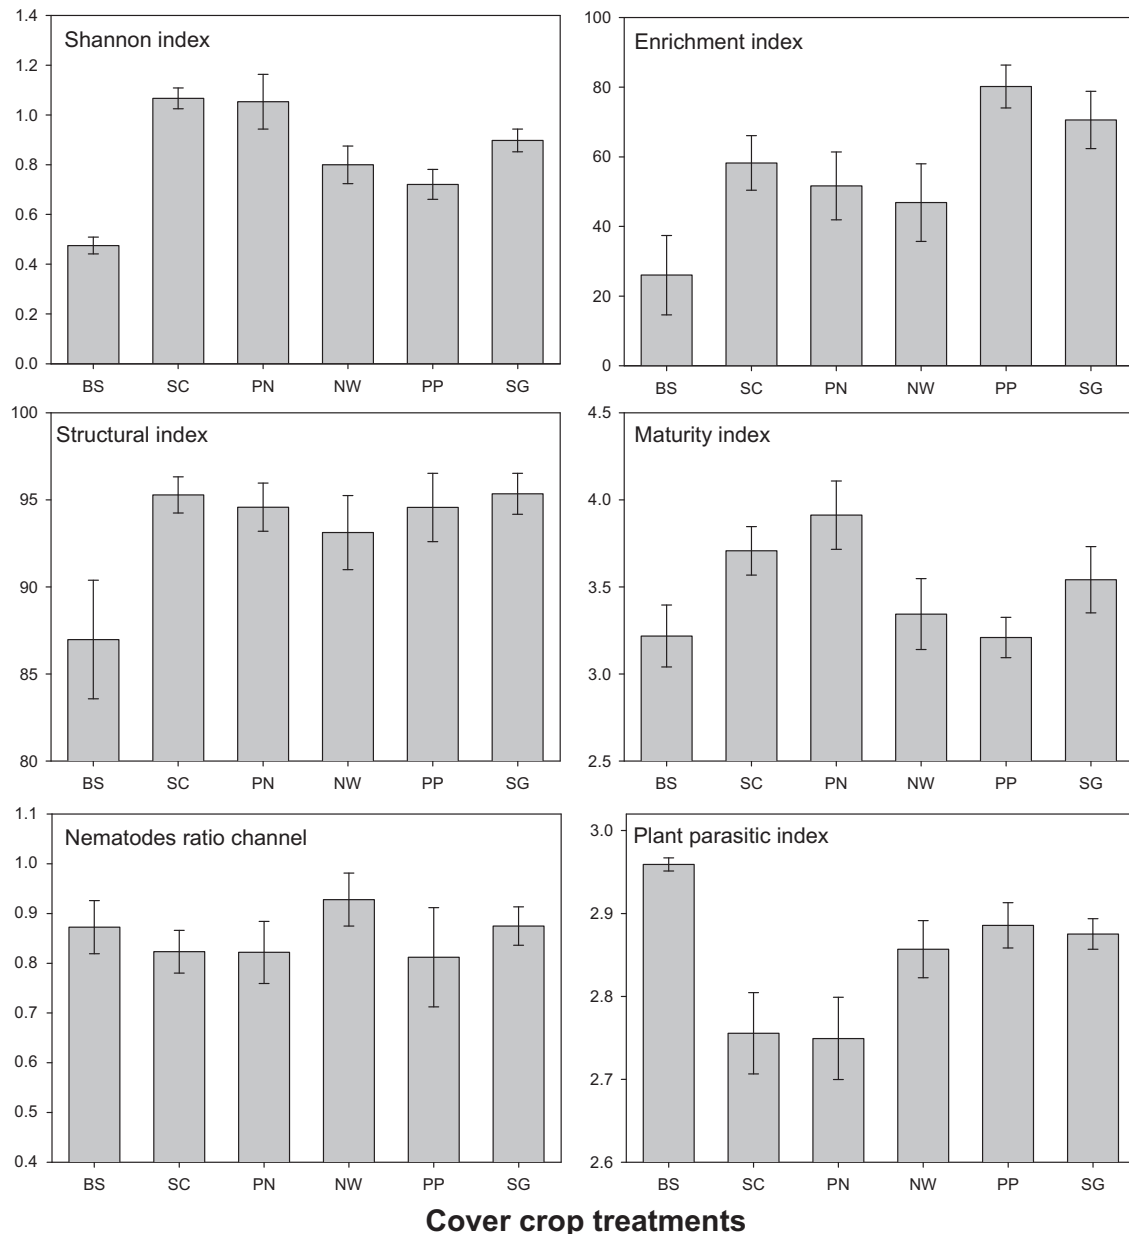 Shannon index
1.4
1.2
1.0
0.8
0.6
0.4
0.2
0.0
BS SC PN NW PP SG
Enrichment index
100
80
60
40
20
0
BS SC PN NW PP SG
Structural index
100
95
90
85
80
BS SC PN NW PP SG
Maturity index
4.5
4.0
3.5
3.0
2.5
BS SC PN NW PP SG
Nematodes ratio channel
1.1
1.0
0.9
0.8
0.7
0.6
0.5
0.4
BS SC PN NW PP SG
Plant parasitic index
3.0
2.9
2.8
2.7
2.6
BS SC PN NW PP SG
Cover crop treatments